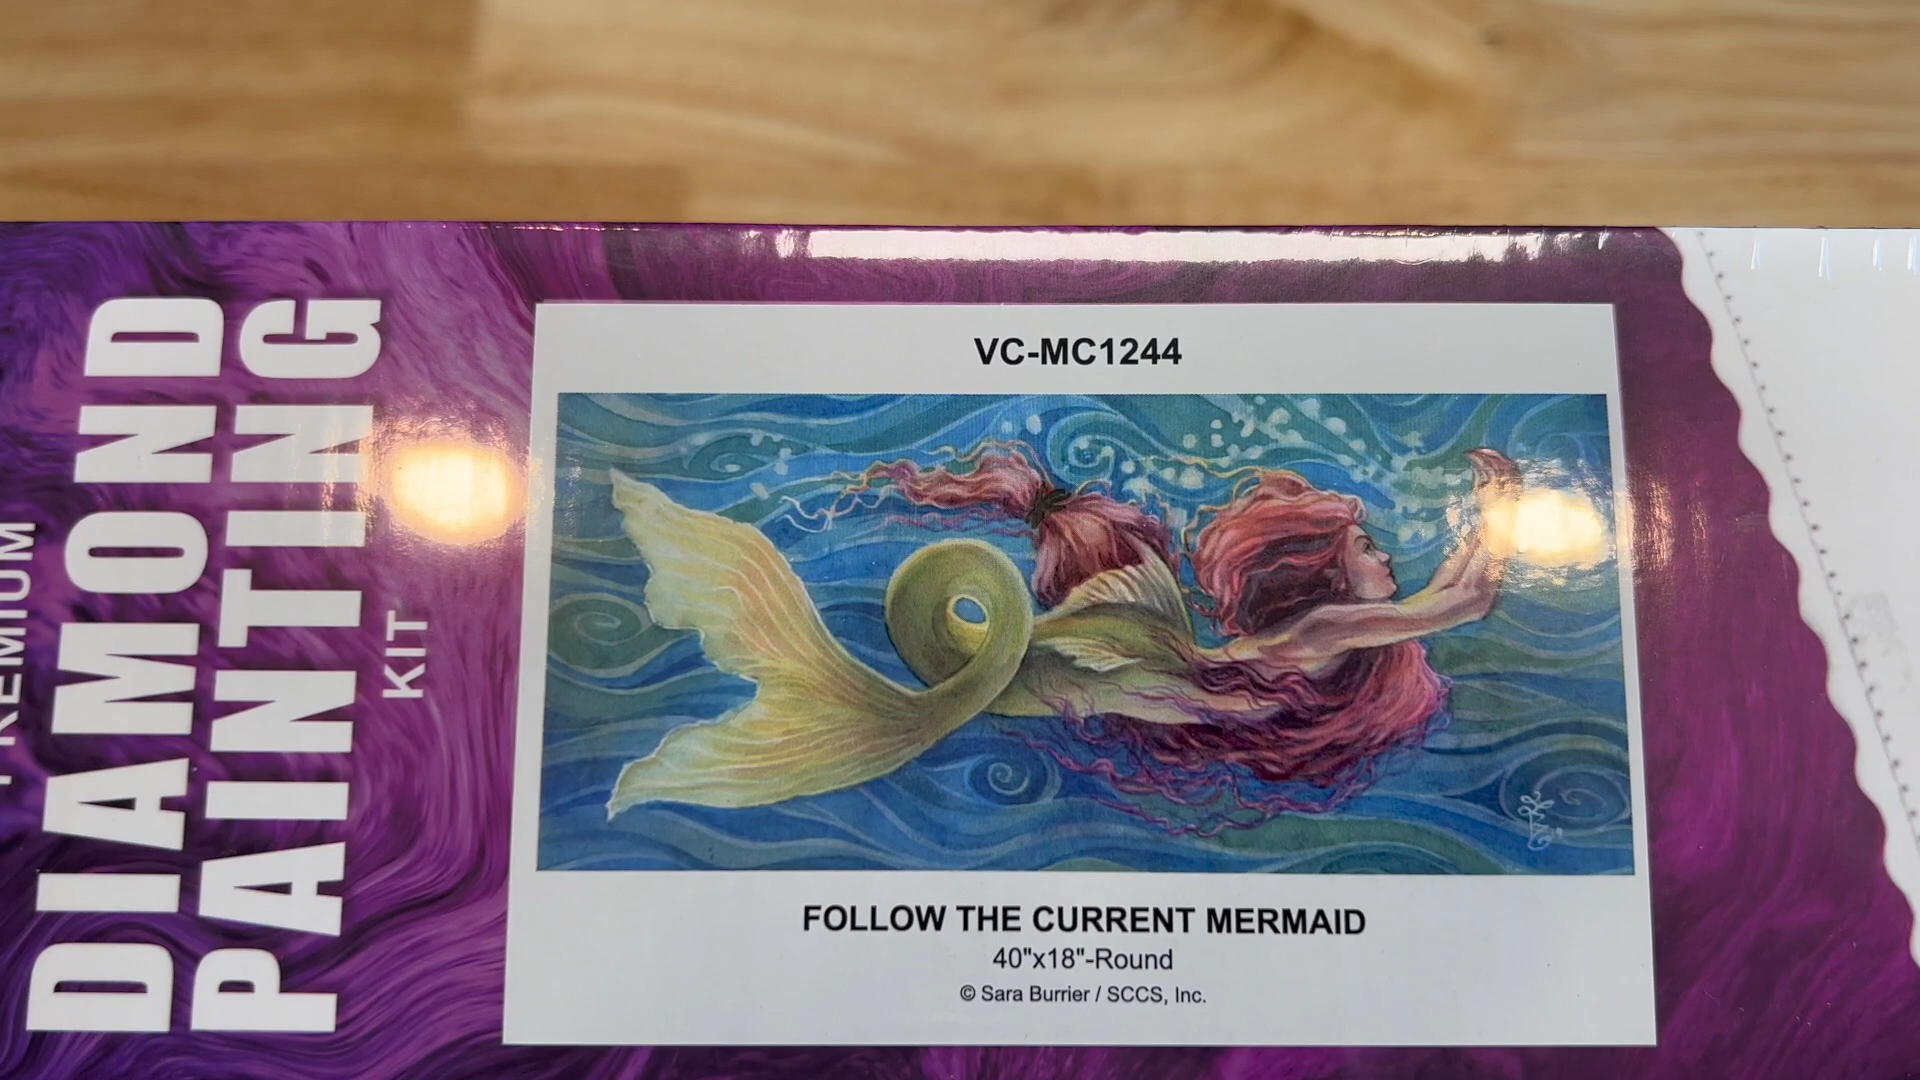 PREMIUM
DIAMOND
PAINTING
KIT
VC-MC1244
FOLLOW THE CURRENT MERMAID
40"x18"-Round
© Sara Burrier / SCCS, Inc.